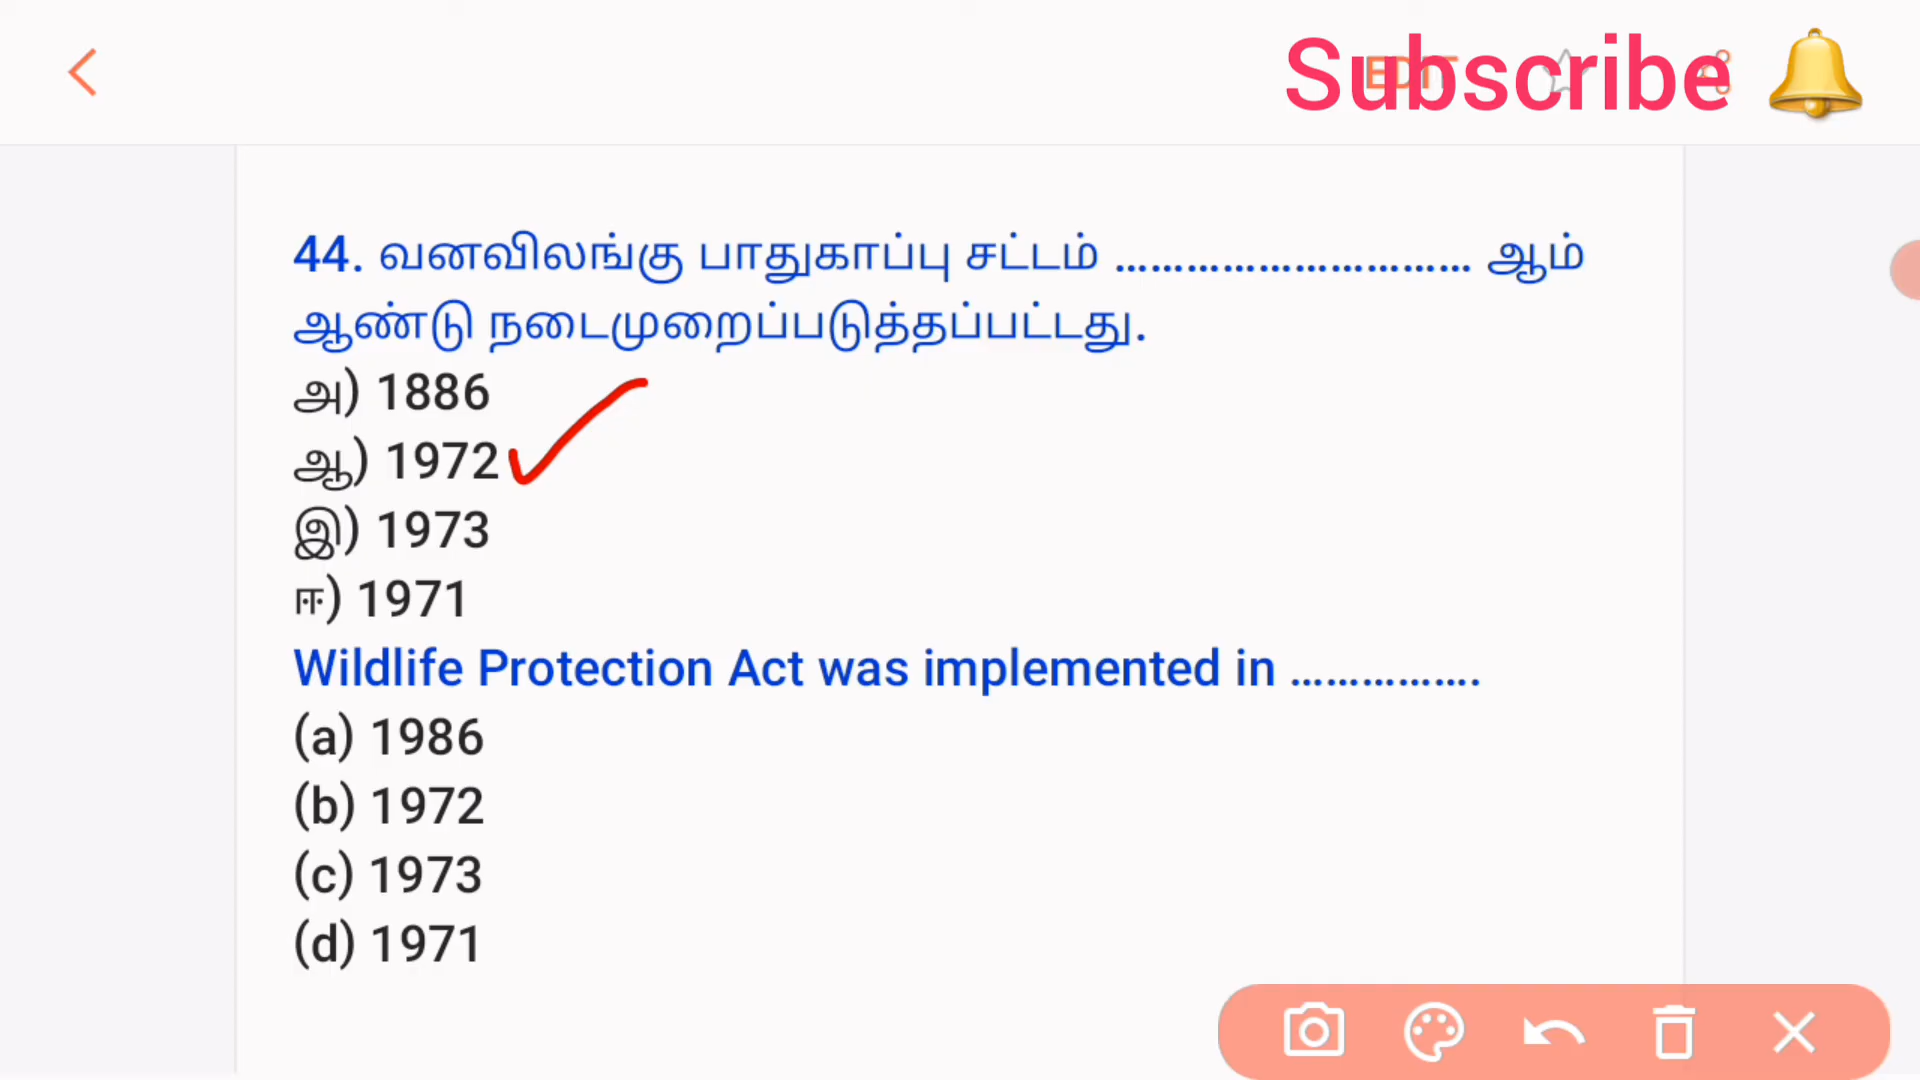 Subscribe
EDIT
44. வனவிலங்கு பாதுகாப்பு சட்டம் ................................ ஆம்
ஆண்டு நடைமுறைப்படுத்தப்பட்டது.
அ) 1886
ஆ) 1972
இ) 1973
ஈ) 1971
Wildlife Protection Act was implemented in ................
(a) 1986
(b) 1972
(c) 1973
(d) 1971